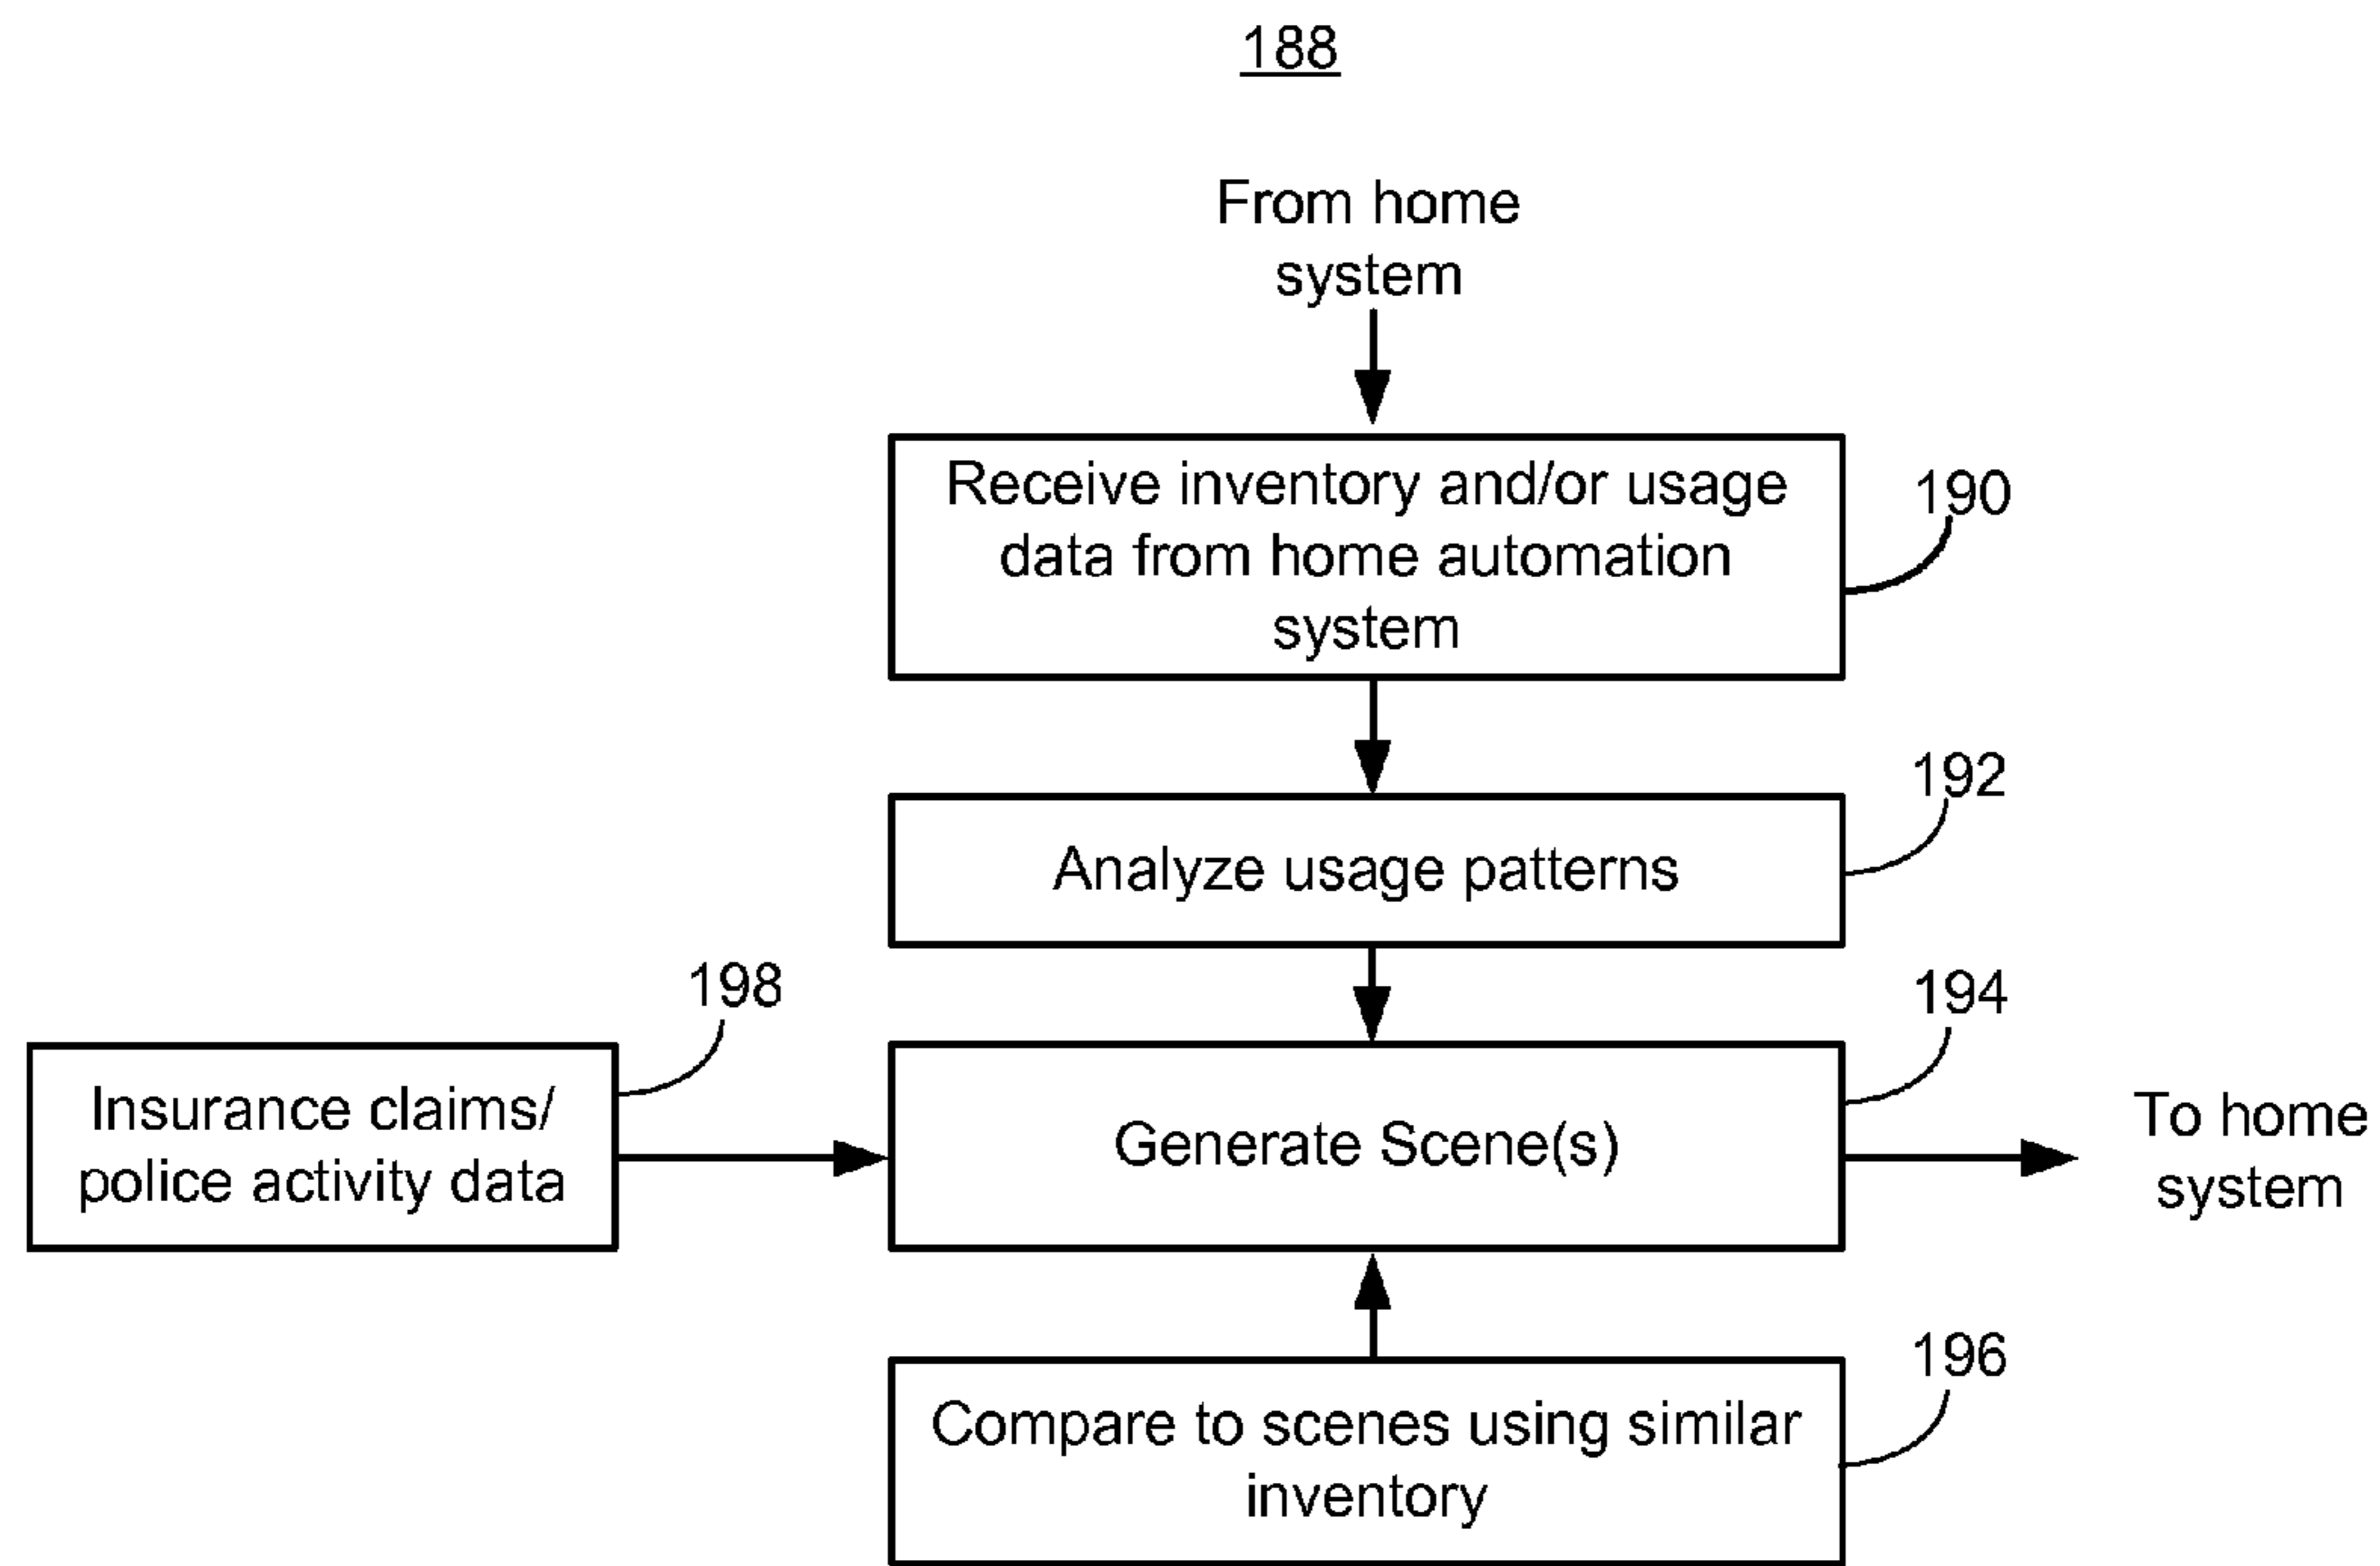 188
From home
system
Receive inventory and/or usage
data from home automation
system
190
Analyze usage patterns
192
198
Insurance claims/
police activity data
Generate Scene(s)
194
To home
system
Compare to scenes using similar
inventory
196